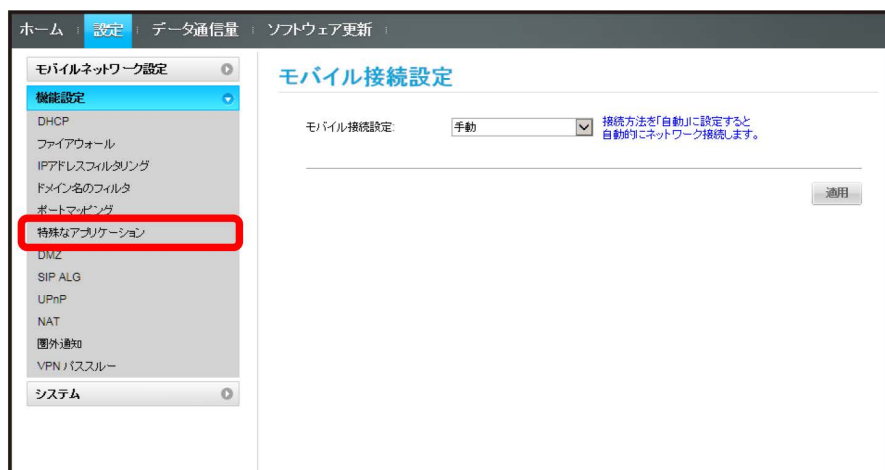 ホーム 設定 データ通信量 ソフトウェア更新
モバイルネットワーク設定
機能設定
DHCP
ファイアウォール
IPアドレスフィルタリング
ドメイン名のフィルタ
ポートマッピング
特殊なアプリケーション
DMZ
SIP ALG
UPnP
NAT
圏外通知
VPN パススルー
システム
モバイル接続設定
モバイル接続設定: 手動
接続方法を「自動」に設定すると
自動的にネットワーク接続します。
適用